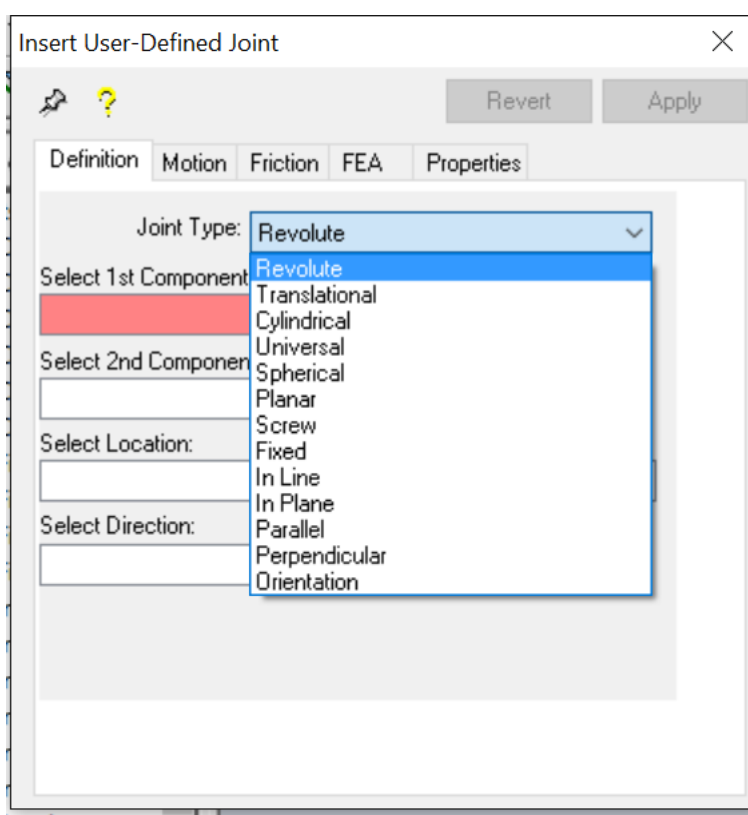 Insert User-Defined Joint
Revert Apply
Definition Motion Friction FEA Properties
Joint Type: Revolute
Select 1st Component
Revolute
Translational
Cylindrical
Universal
Spherical
Planar
Screw
Fixed
In Line
In Plane
Parallel
Perpendicular
Orientation
Select 2nd Componen
Select Location:
Select Direction: